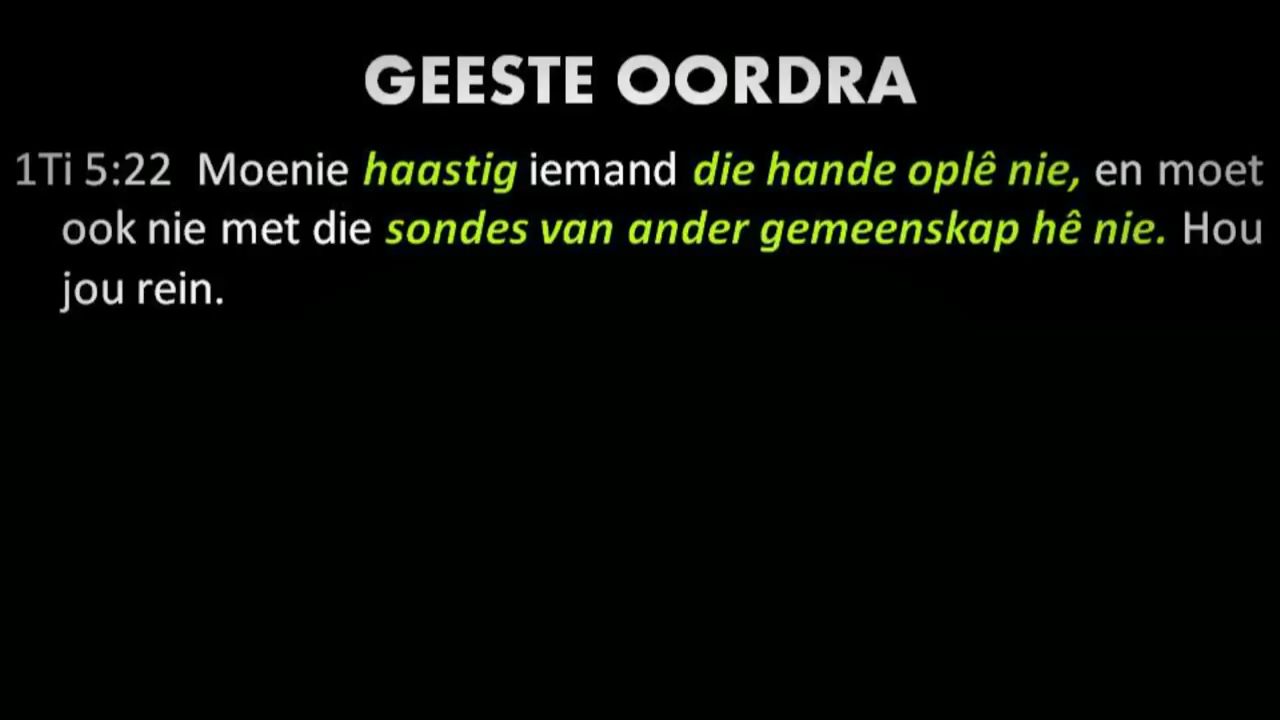 GEESTE OORDRA
1Ti 5:22 Moenie haastig iemand die hande oplê nie, en moet
ook nie met die sondes van ander gemeenskap hê nie. Hou
jou rein.